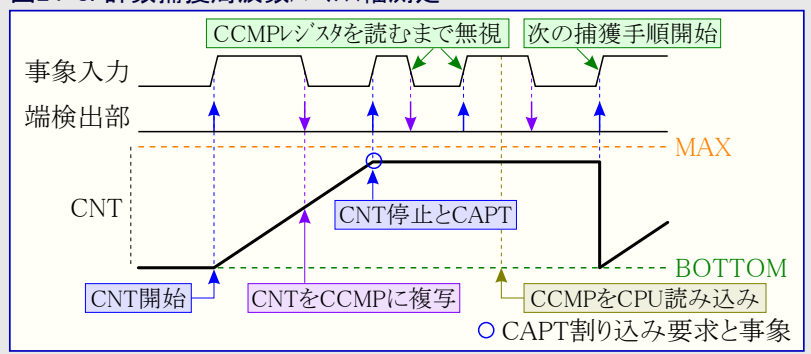 CCMPレジスタを読むまで無視
次の捕獲手順開始
事象入力
端検出部
MAX
CNT
CNT停止とCAPT
BOTTOM
CNT開始
CNTをCCMPに複写
CCMPをCPU読み込み
CAPT割り込み要求と事象